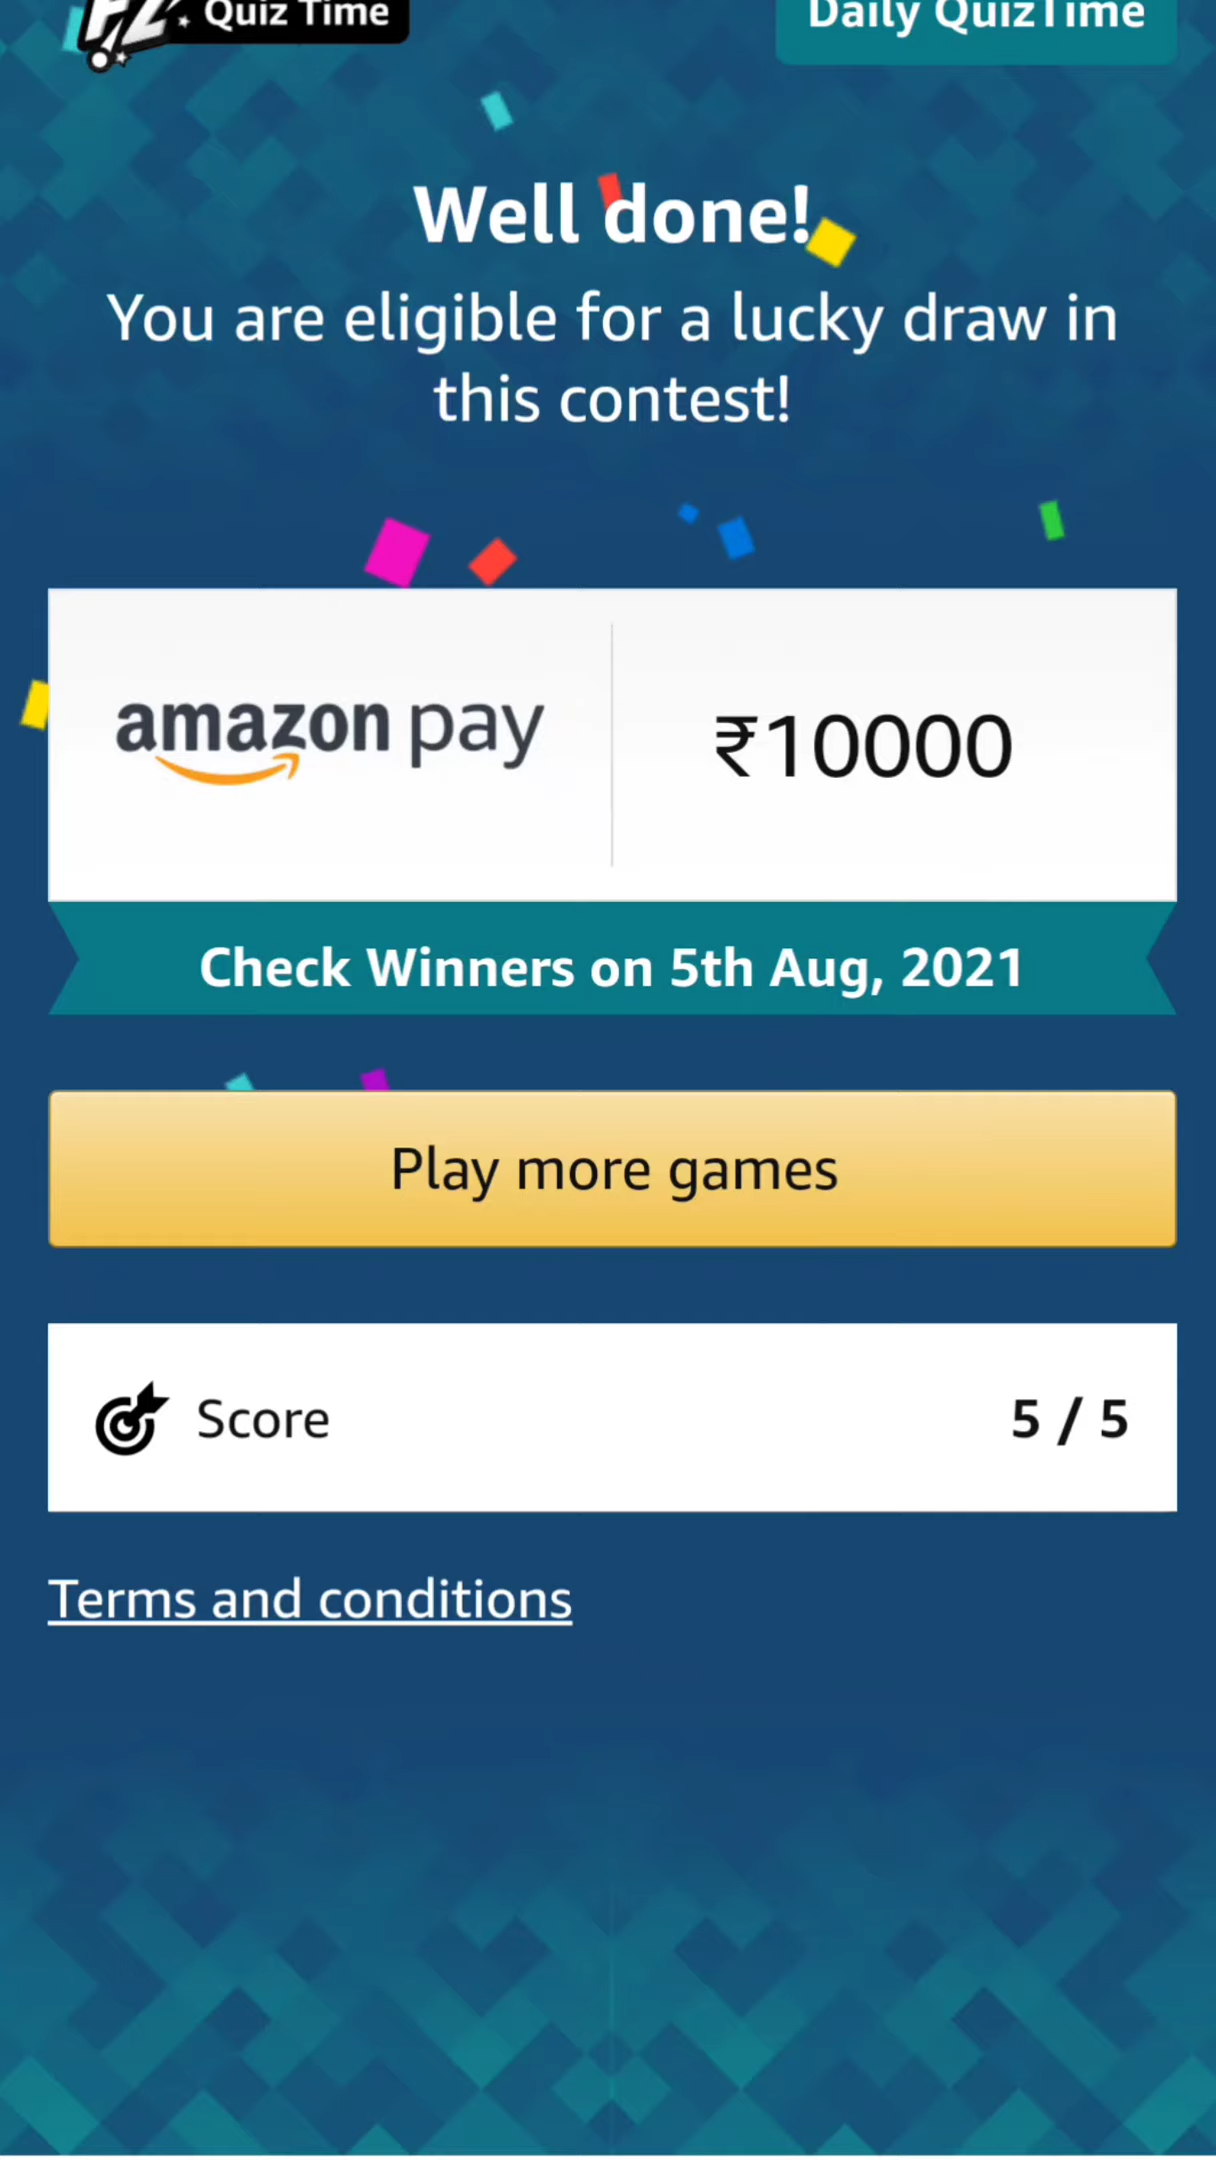 FZ Quiz Time
Daily QuizTime
Well done!
You are eligible for a lucky draw in
this contest!
amazon pay
₹10000
Check Winners on 5th Aug, 2021
Play more games
Score
5 / 5
Terms and conditions